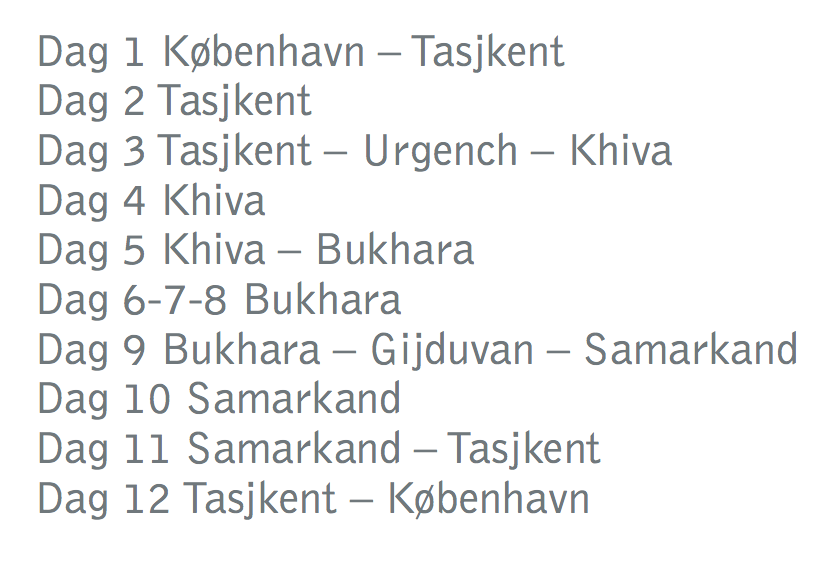 Dag 1 København – Tasjkent
Dag 2 Tasjkent
Dag 3 Tasjkent – Urgench – Khiva
Dag 4 Khiva
Dag 5 Khiva – Bukhara
Dag 6-7-8 Bukhara
Dag 9 Bukhara – Gijduvan – Samarkand
Dag 10 Samarkand
Dag 11 Samarkand – Tasjkent
Dag 12 Tasjkent – København